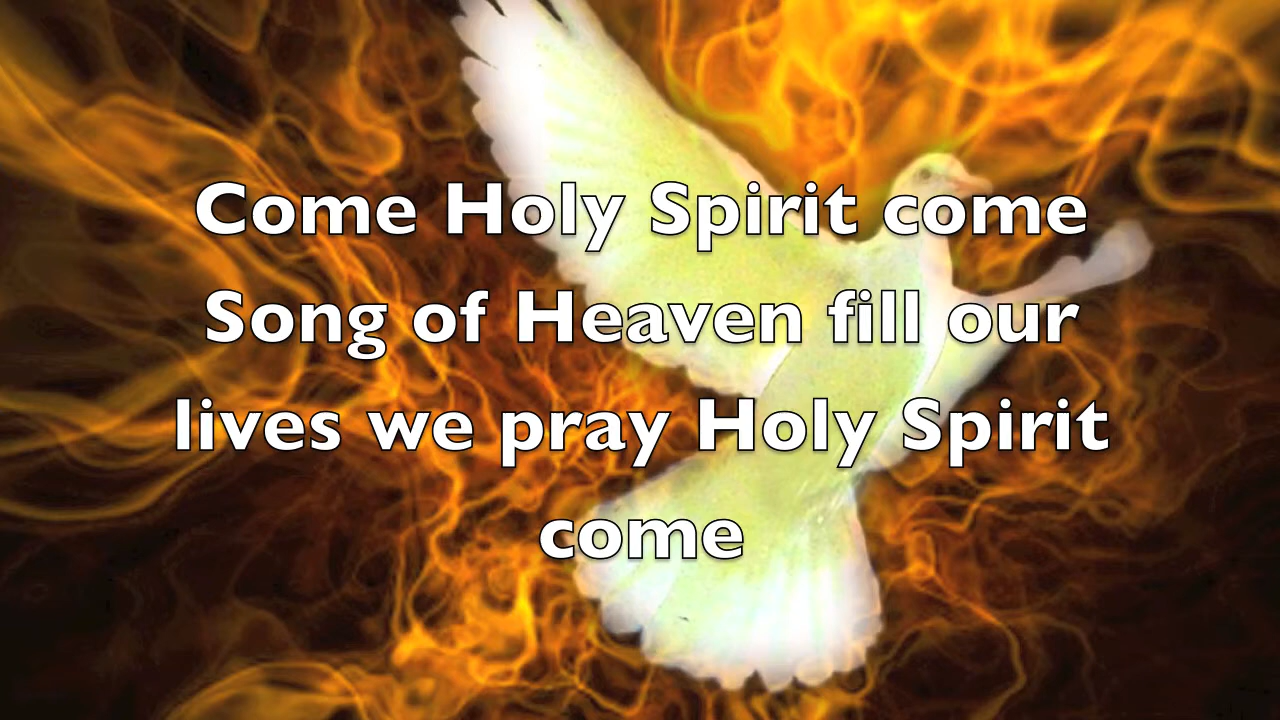 Come Holy Spirit come
Song of Heaven fill our
lives we pray Holy Spirit
come